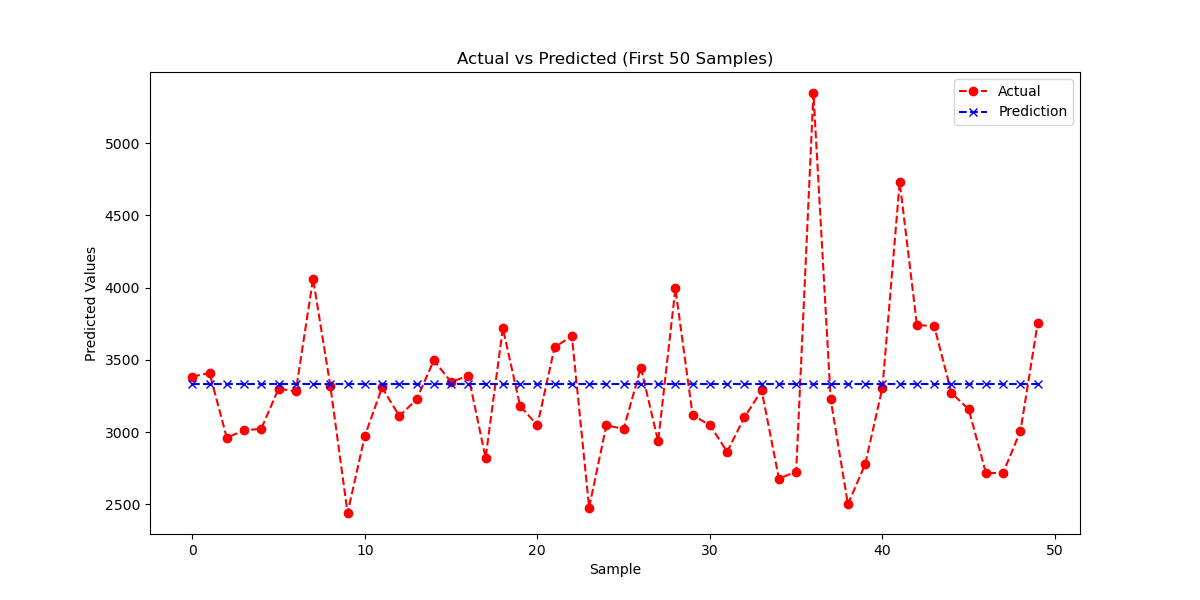 Actual vs Predicted (First 50 Samples)
Actual
Prediction
Predicted Values
5000
4500
4000
3500
3000
2500
0
10
20
30
40
50
Sample